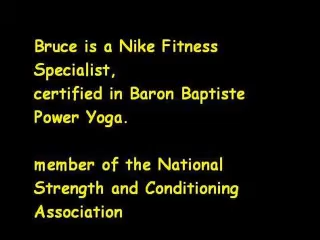 Bruce is a Nike Fitness
Specialist,
certified in Baron Baptiste
Power Yoga.
member of the National
Strength and Conditioning
Association